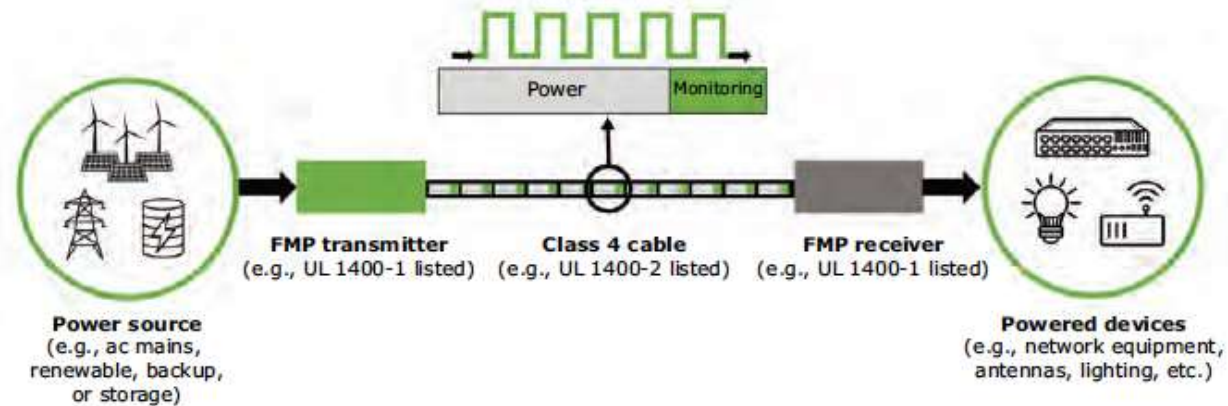 Power
Monitoring
FMP transmitter
(e.g., UL 1400-1 listed)
Class 4 cable
(e.g., UL 1400-2 listed)
FMP receiver
(e.g., UL 1400-1 listed)
Power source
(e.g., ac mains,
renewable, backup,
or storage)
Powered devices
(e.g., network equipment,
antennas, lighting, etc.)